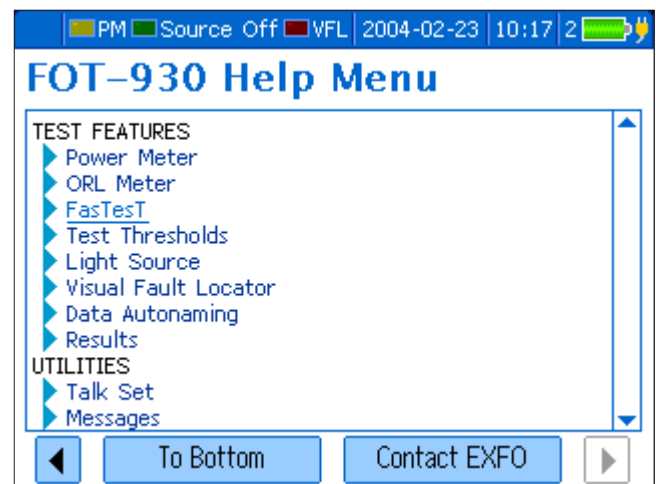 PM Source Off VFL 2004-02-23 10:17 2
FOT-930 Help Menu
TEST FEATURES
Power Meter
ORL Meter
FasTesT
Test Thresholds
Light Source
Visual Fault Locator
Data Autonaming
Results
UTILITIES
Talk Set
Messages
To Bottom Contact EXFO